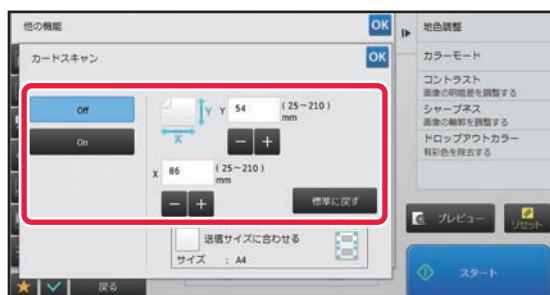 他の機能
OK
カードスキャン
OK
Off
On
Y
X
Y 54 (25~210)
mm
− +
X 86 (25~210)
mm
− +
標準に戻す
送信サイズに合わせる
サイズ : A4
戻る
地色調整
カラーモード
コントラスト
画像の明暗差を調整する
シャープネス
画像の輪郭を調整する
ドロップアウトカラー
有彩色を除去する
プレビュー
リセット
スタート